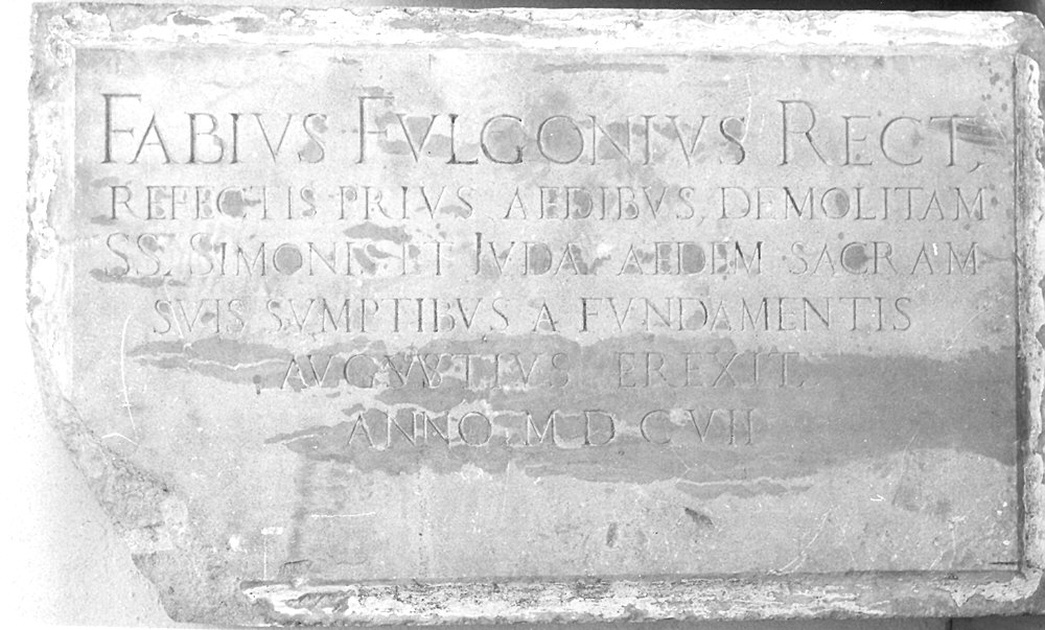 FABIVS FVLGONIVS RECT,
REFECTIS PRIVS AEDIBVS, DEMOLITAM
SS. SIMONIS ET JVDA AEDEM SACRAM
SVIS SVMPTIBVS A FVNDAMENTIS
AVGVSTIVS EREXIT.
ANNO M D C VII